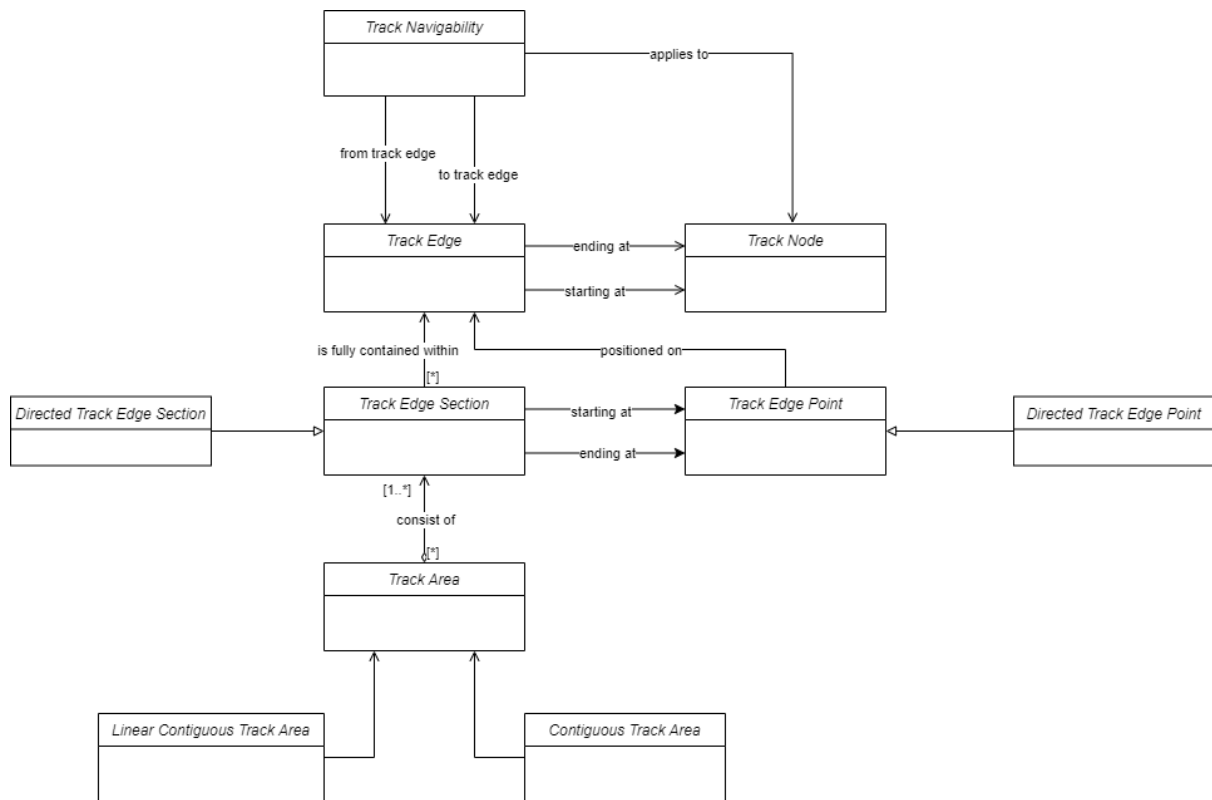 Track Navigability
applies to
from track edge
to track edge
Track Edge
Track Node
ending at
starting at
is fully contained within
positioned on
[*]
Directed Track Edge Section
Track Edge Section
Track Edge Point
Directed Track Edge Point
starting at
ending at
[1..*]
consist of
[*]
Track Area
Linear Contiguous Track Area
Contiguous Track Area